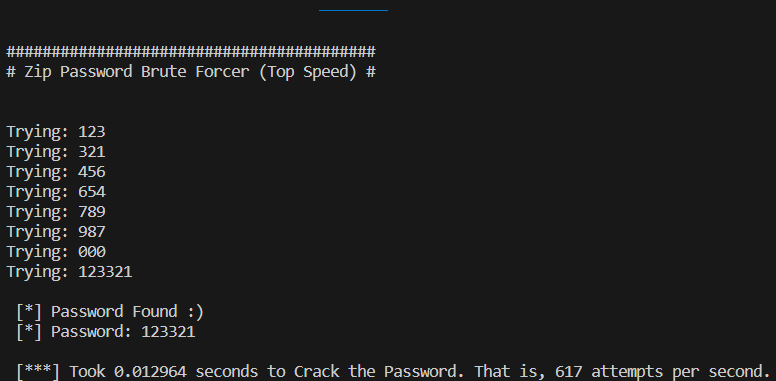 #########################################
# Zip Password Brute Forcer (Top Speed) #
Trying: 123
Trying: 321
Trying: 456
Trying: 654
Trying: 789
Trying: 987
Trying: 000
Trying: 123321
[*] Password Found :)
[*] Password: 123321
[***] Took 0.012964 seconds to Crack the Password. That is, 617 attempts per second.